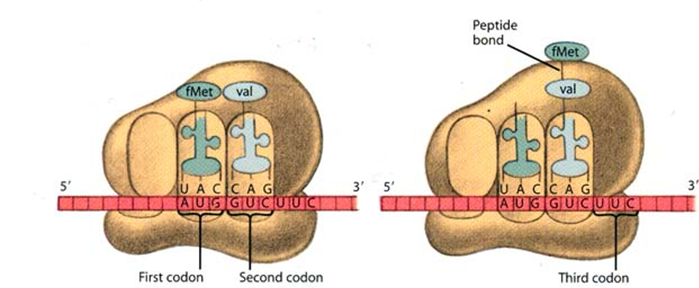 Peptide
bond
fMet
fMet val
val
5' 3' 5' 3'
U A C C A G
A U G G U C U U C
U A C C A G
A U G G U C U U C
First codon Second codon
Third codon